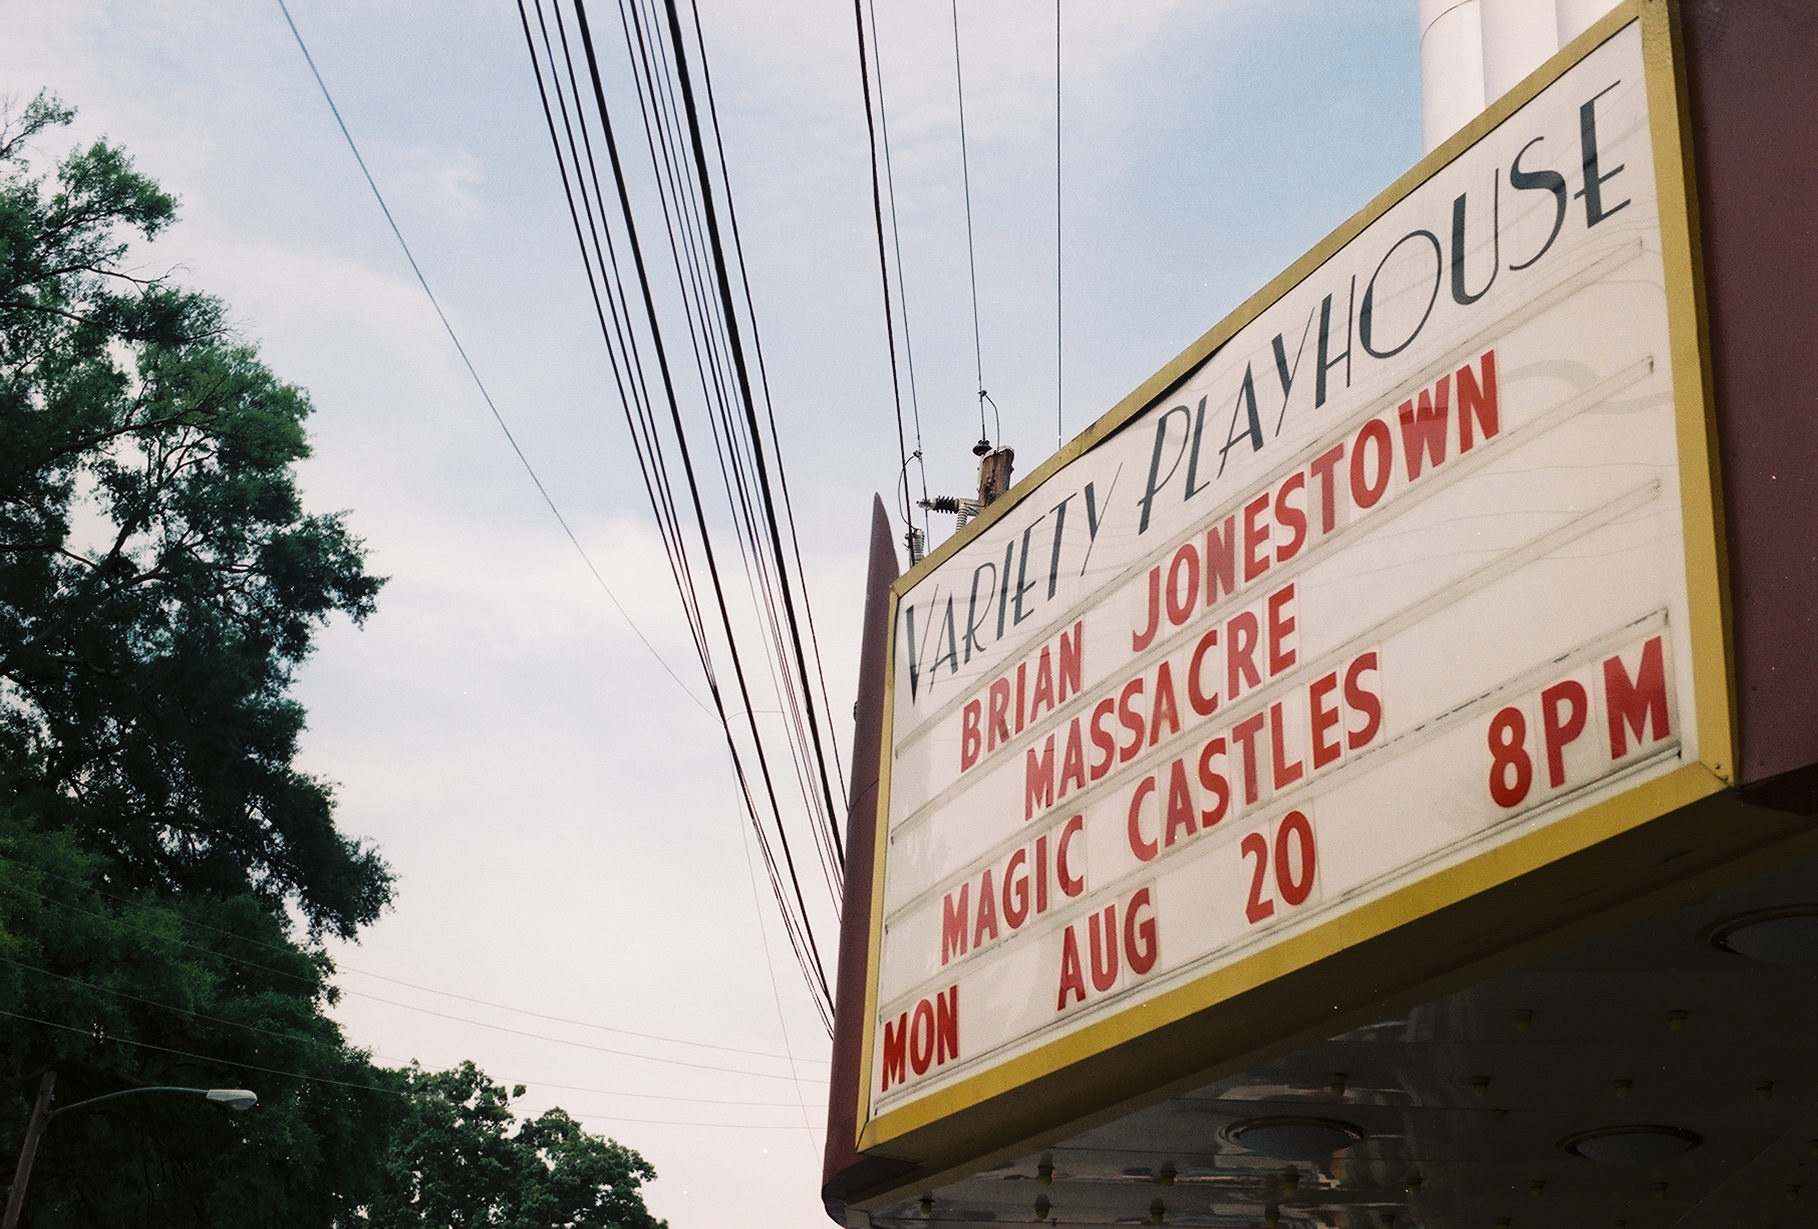 VARIETY PLAYHOUSE
BRIAN JONESTOWN
MASSACRE
MAGIC CASTLES
MON AUG 20 8PM